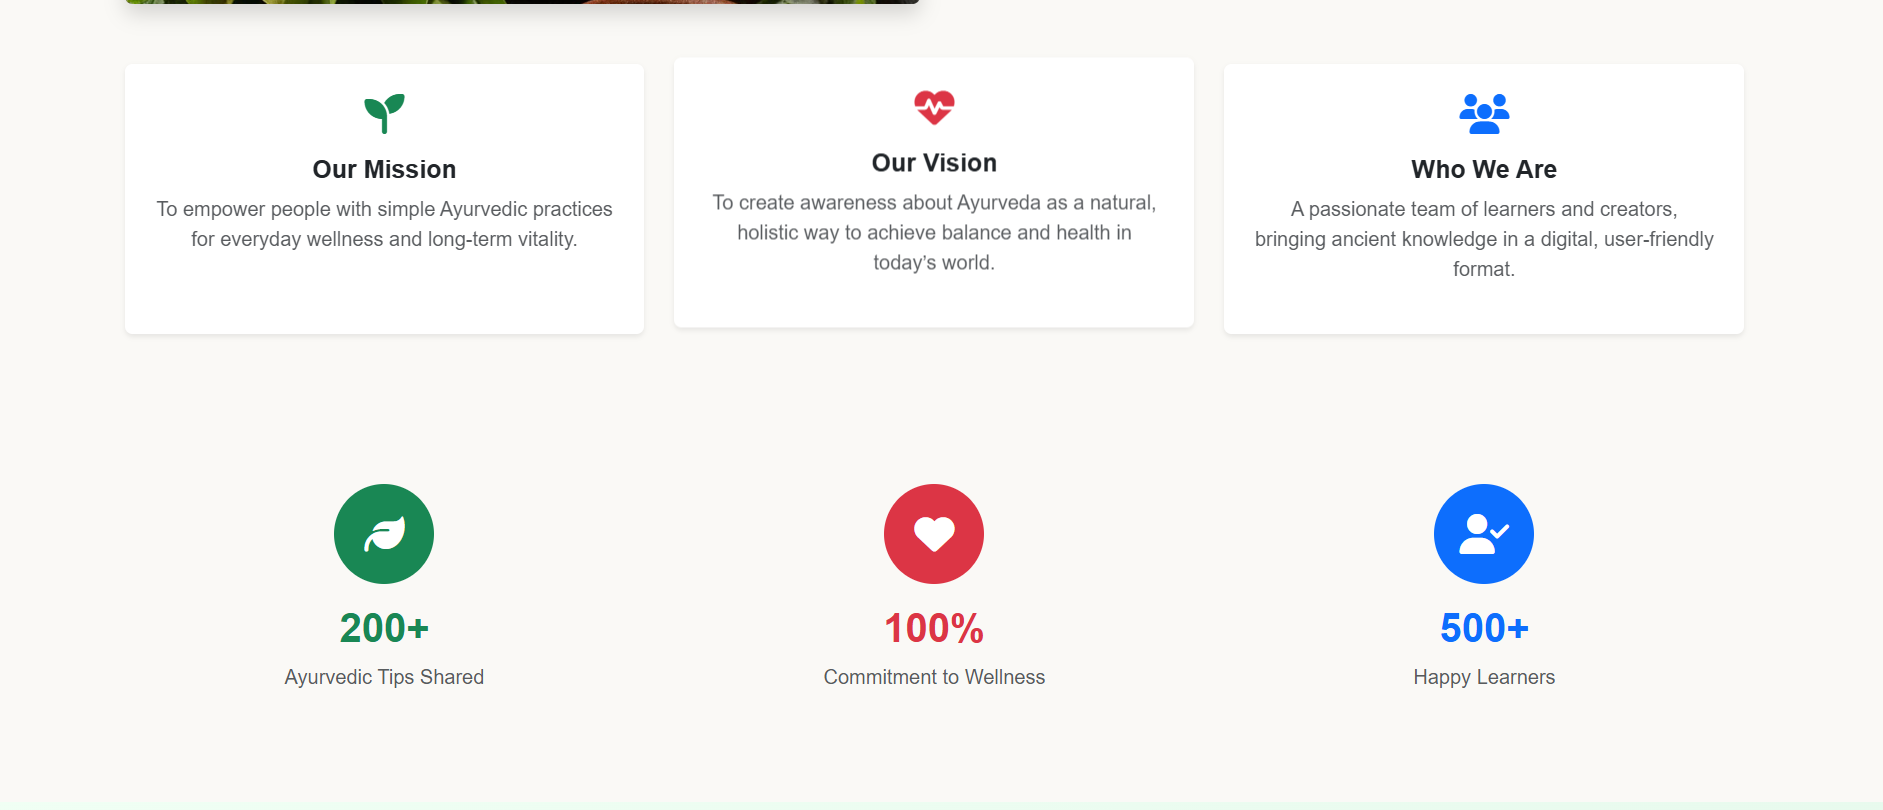 Our Mission
To empower people with simple Ayurvedic practices
for everyday wellness and long-term vitality.
Our Vision
To create awareness about Ayurveda as a natural,
holistic way to achieve balance and health in
today’s world.
Who We Are
A passionate team of learners and creators,
bringing ancient knowledge in a digital, user-friendly
format.
200+
Ayurvedic Tips Shared
100%
Commitment to Wellness
500+
Happy Learners